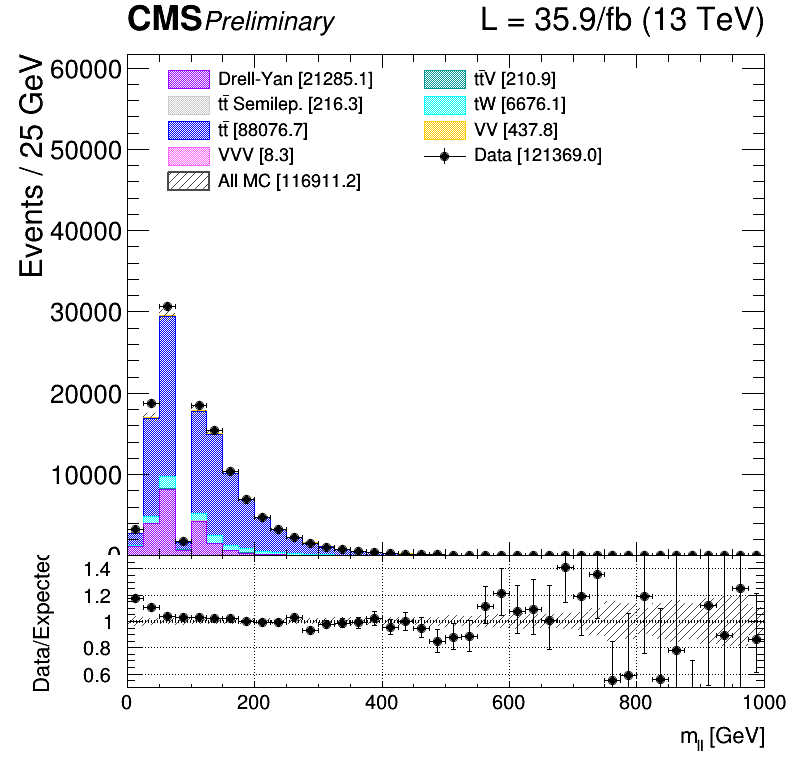 CMS Preliminary L = 35.9/fb (13 TeV)
Events / 25 GeV
60000
50000
40000
30000
20000
10000
0
Drell-Yan [21285.1]
tt̄ Semilep. [216.3]
tt̄ [88076.7]
VVV [8.3]
All MC [116911.2]
tt̄V [210.9]
tW [6676.1]
VV [437.8]
Data [121369.0]
Data/Expected
1.4
1.2
1
0.8
0.6
0 200 400 600 800 1000
m_ll [GeV]